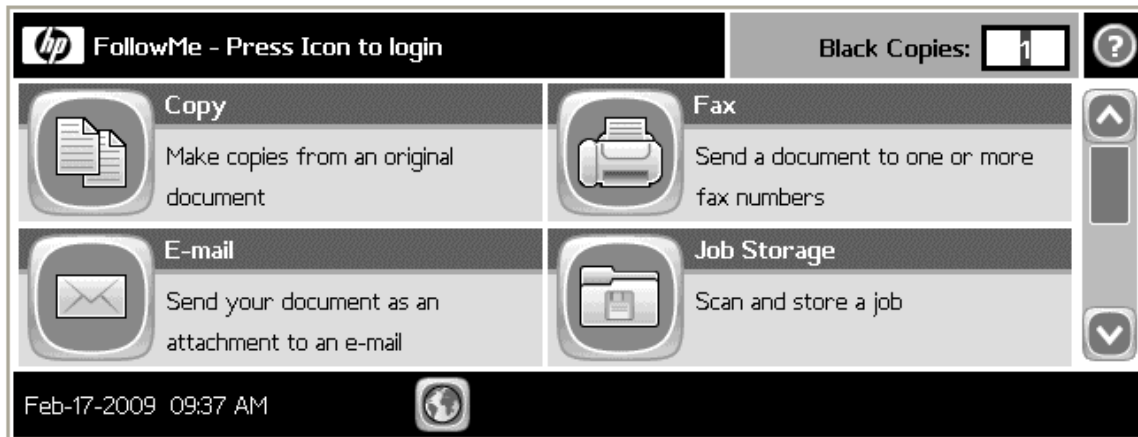 hp FollowMe - Press Icon to login
Black Copies: 1
?
Copy
Make copies from an original
document
Fax
Send a document to one or more
fax numbers
E-mail
Send your document as an
attachment to an e-mail
Job Storage
Scan and store a job
Feb-17-2009 09:37 AM